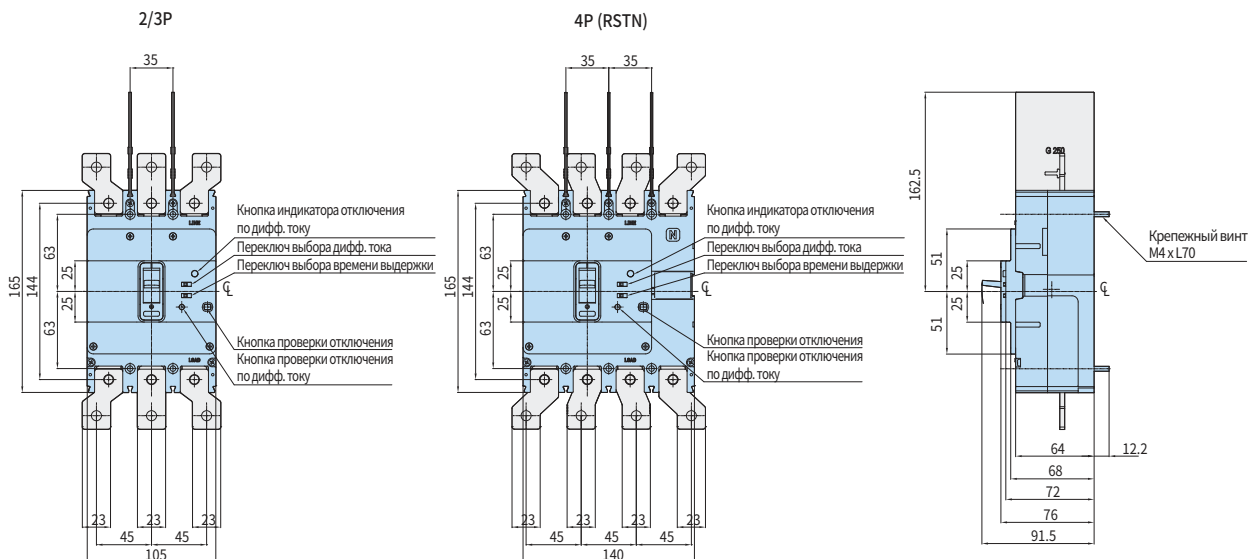 2/3P
35
165
144
63
63
25
25
LINE
LOAD
Кнопка индикатора отключения
по дифф. току
Переключ выбора дифф. тока
Переключ выбора времени выдержки
℄
Кнопка проверки отключения
Кнопка проверки отключения
по дифф. току
23
23
23
45
45
105
4P (RSTN)
35
35
165
144
63
63
25
25
LINE
N
LOAD
Кнопка индикатора отключения
по дифф. току
Переключ выбора дифф. тока
Переключ выбора времени выдержки
℄
Кнопка проверки отключения
Кнопка проверки отключения
по дифф. току
23
23
23
23
45
45
45
140
162.5
G 250
51
51
25
25
℄
Крепежный винт
M4 x L70
64
12.2
68
72
76
91.5